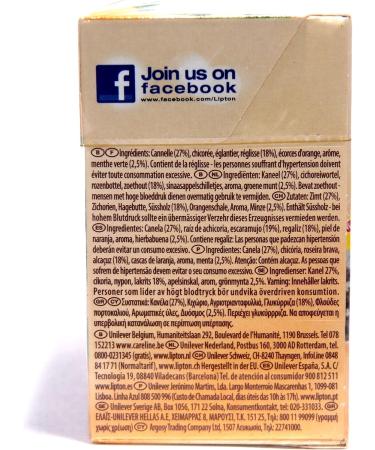 f Join us on
facebook
www.facebook.com/Lipton
B F Ingrédients: Cannelle (27%), chicorée, églantier, réglisse (18%), écorces d'orange, arôme,
menthe verte (2,5%). Contient de la réglisse - les personnes souffrant d'hypertension doivent
éviter toute consommation excessive. B NL Ingrediënten: Kaneel (27%), cichoreiwortel,
rozenbottel, zoethout (18%), sinaasappelschilletjes, aroma, groene munt (2,5%). Bevat zoethout -
mensen met hoge bloeddruk dienen overmatig gebruik te vermijden. CH Zutaten: Zimt (27%),
Zichorien, Hagebutte, Süssholz (18%), Orangenschale, Aroma, Minze (2,5%). Enthält Süssholz - bei
hohem Blutdruck sollte ein übermässiger Verzehr dieses Erzeugnisses vermieden werden.
E Ingredientes: Canela (27%), raíz de achicoria, escaramujo (19%), regaliz (18%), piel de
naranja, aroma, hierbabuena (2,5%). Contiene regaliz: las personas que padezcan hipertensión
deberán evitar un consumo excesivo. P Ingredientes: Canela (27%), chicória, roseira brava,
alcaçuz (18%), cascas de laranja, aroma, menta (2,5%). Atenção: Contém alcaçuz. As pessoas que
sofrem de hipertensão devem evitar o seu consumo excessivo. SE Ingredienser: Kanel 27%,
cikoria, nypon, lakrits 18%, apelsinskal, arom, grönmynta 2,5%. Varning: Innehåller lakrits.
Personer som lider av högt blodtryck bör undvika överdriven konsumtion.
GR CY Συστατικά: Κανέλα (27%), Κιχώριο, Αγριοτριανταφυλλιά, Γλυκύρριζα (18%), Φλούδες
πορτοκαλιού, Αρωματικές ύλες, Δυόσμος (2,5%). Περιέχει γλυκύρριζα. Να αποφεύγεται η
υπερβολική κατανάλωση σε περίπτωση υπέρτασης.
B Unilever Belgium, Humaniteitslaan 292, Boulevard de l'Humanité, 1190 Brussels. Tel 078
152213 www.careline.be NL Unilever Nederland, Postbus 160, 3000 AD Rotterdam, tel.
0800-0231345 (gratis), www.lipton.nl CH Unilever Schweiz, CH-8240 Thayngen, InfoLine 0848
84 17 71 (Normaltarif), www.lipton.ch Hergestellt in der EU. E Unilever España, S.A. C/
Tecnología 19, 08840 Viladecans (Barcelona). Tel de atención al consumidor 900 812 511
www.lipton.es P Unilever Jerónimo Martins, Lda. Largo Monterroio Mascarenhas 1, 1099-081
Lisboa. Linha Azul 808 500 996 (Custo de Chamada Local, dias úteis das 10h às 17h), www.lipton.pt
SE Unilever Sverige AB, Box 1056, 171 22 Solna, Konsumentkontakt, tel: 020-331033. GR
ΕΛΑΪΣ-UNILEVER HELLAS A.E, ΧΕΙΜΑΡΡΑΣ 8, ΜΑΡΟΥΣΙ, Τ.Κ. 151 25, Τηλ: 800 11 99099 (γραμμή
χωρίς χρέωση) CY Argosy Trading Company Ltd, 1507 Λευκωσία, Τηλ: 22741000.